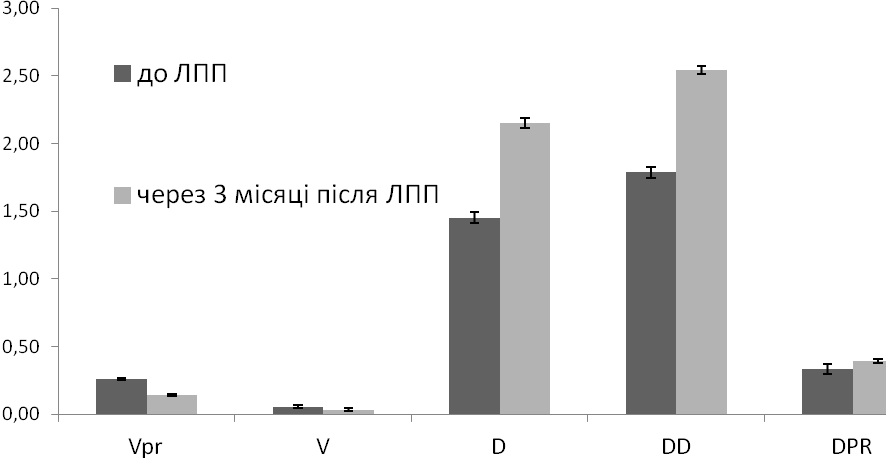 3,00
до ЛПП
2,50
2,00
через 3 місяці після ЛПП
1,50
1,00
0,50
0,00
Vpr V D DD DPR